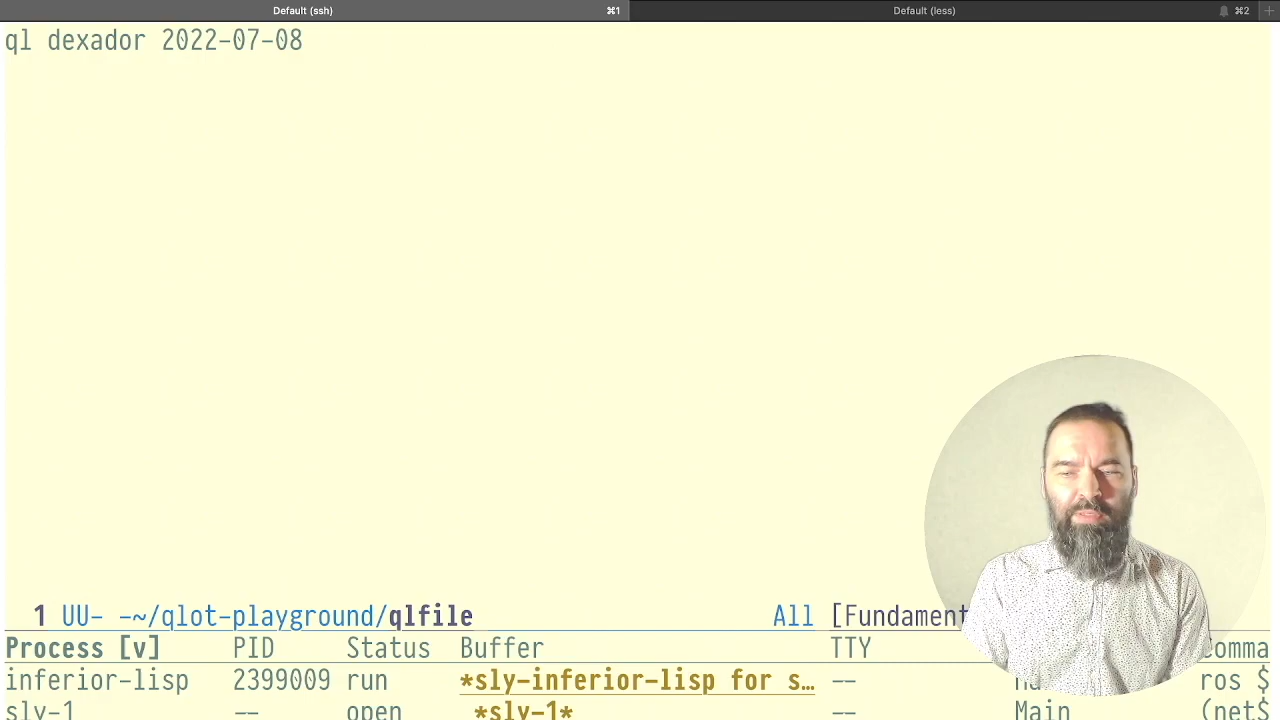 Default (ssh) ⌘1 Default (less) ⌘2 +
ql dexador 2022-07-08
1 UU- -~/qlot-playground/qlfile All [Fundament
Process [v] PID Status Buffer TTY Comma
inferior-lisp 2399009 run *sly-inferior-lisp for s… -- ros $
sly-1 -- open *sly-1* -- Main (net$